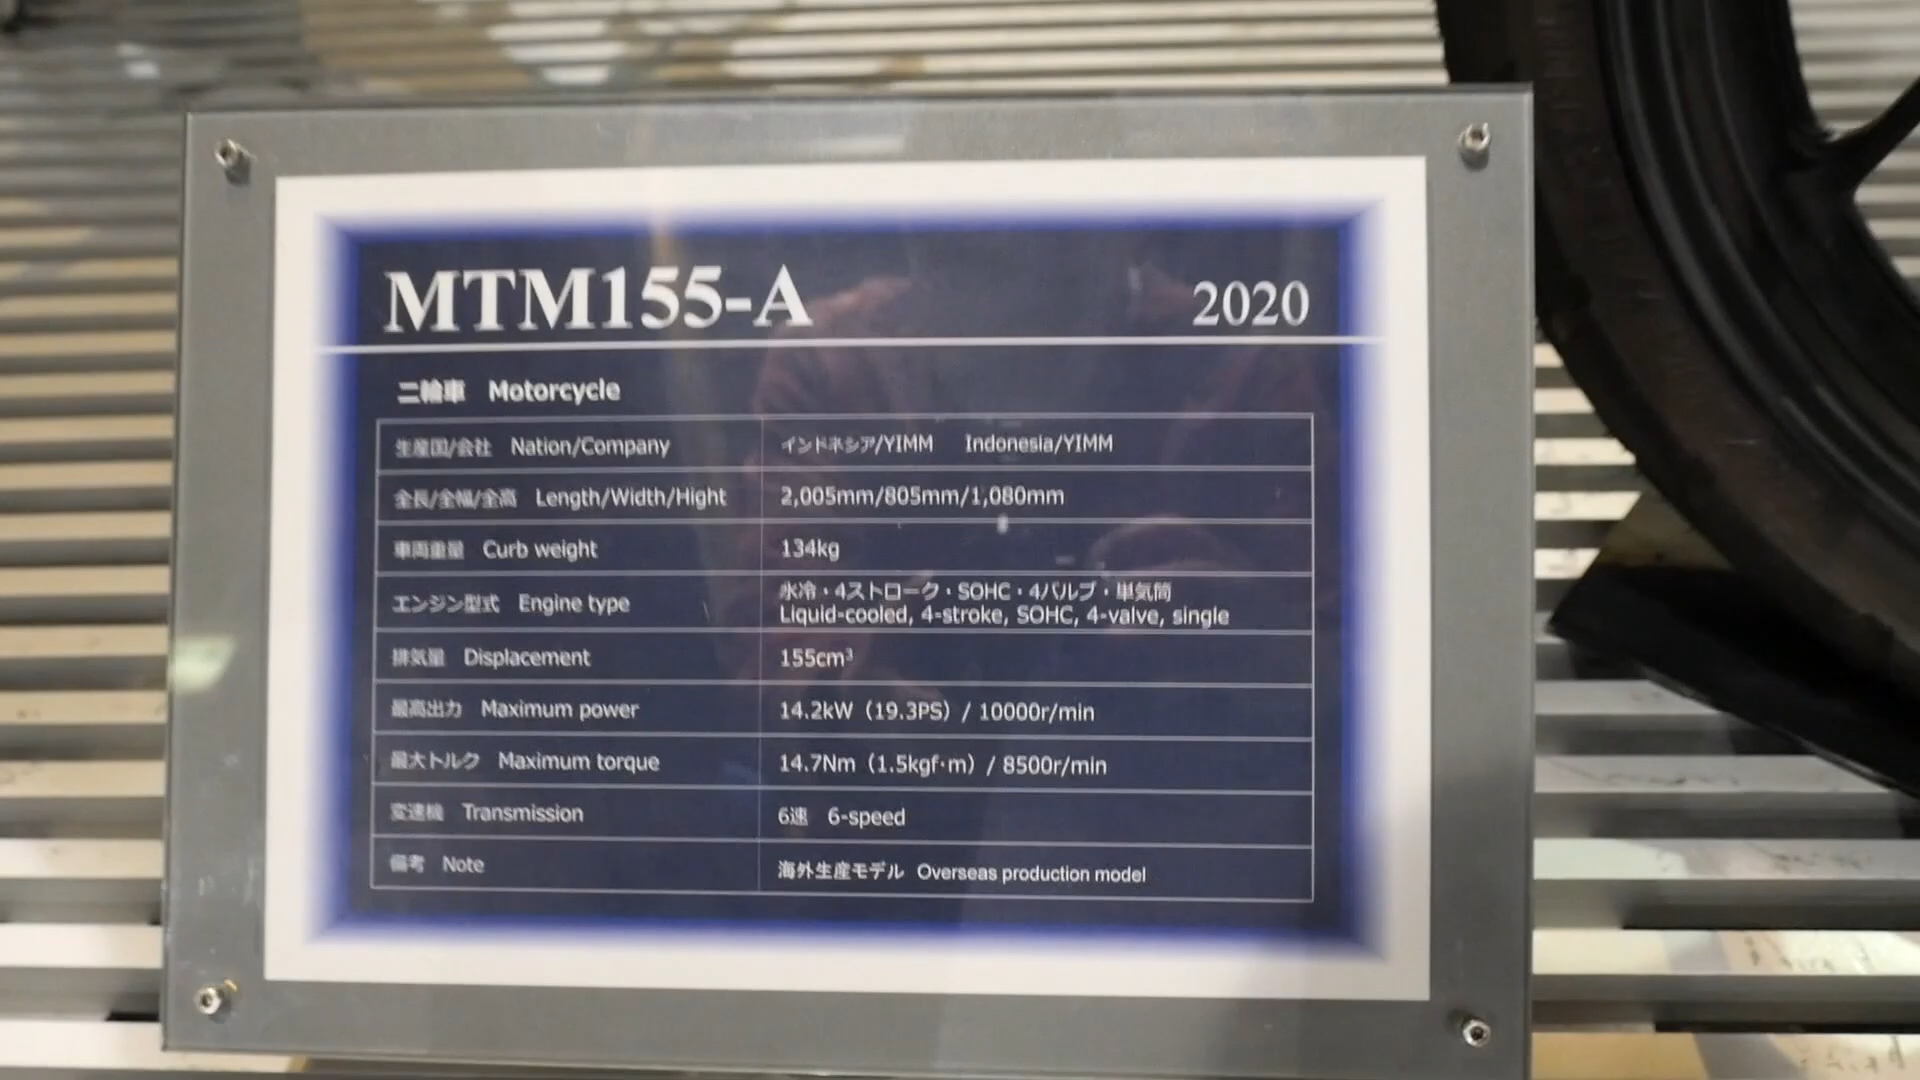 MTM155-A 2020
二輪車 Motorcycle
生産国/会社 Nation/Company インドネシア/YIMM Indonesia/YIMM
全長/全幅/全高 Length/Width/Hight 2,005mm/805mm/1,080mm
車両重量 Curb weight 134kg
エンジン型式 Engine type 水冷・4ストローク・SOHC・4バルブ・単気筒
Liquid-cooled, 4-stroke, SOHC, 4-valve, single
排気量 Displacement 155cm³
最高出力 Maximum power 14.2kW（19.3PS）/ 10000r/min
最大トルク Maximum torque 14.7Nm（1.5kgf·m）/ 8500r/min
変速機 Transmission 6速 6-speed
備考 Note 海外生産モデル Overseas production model